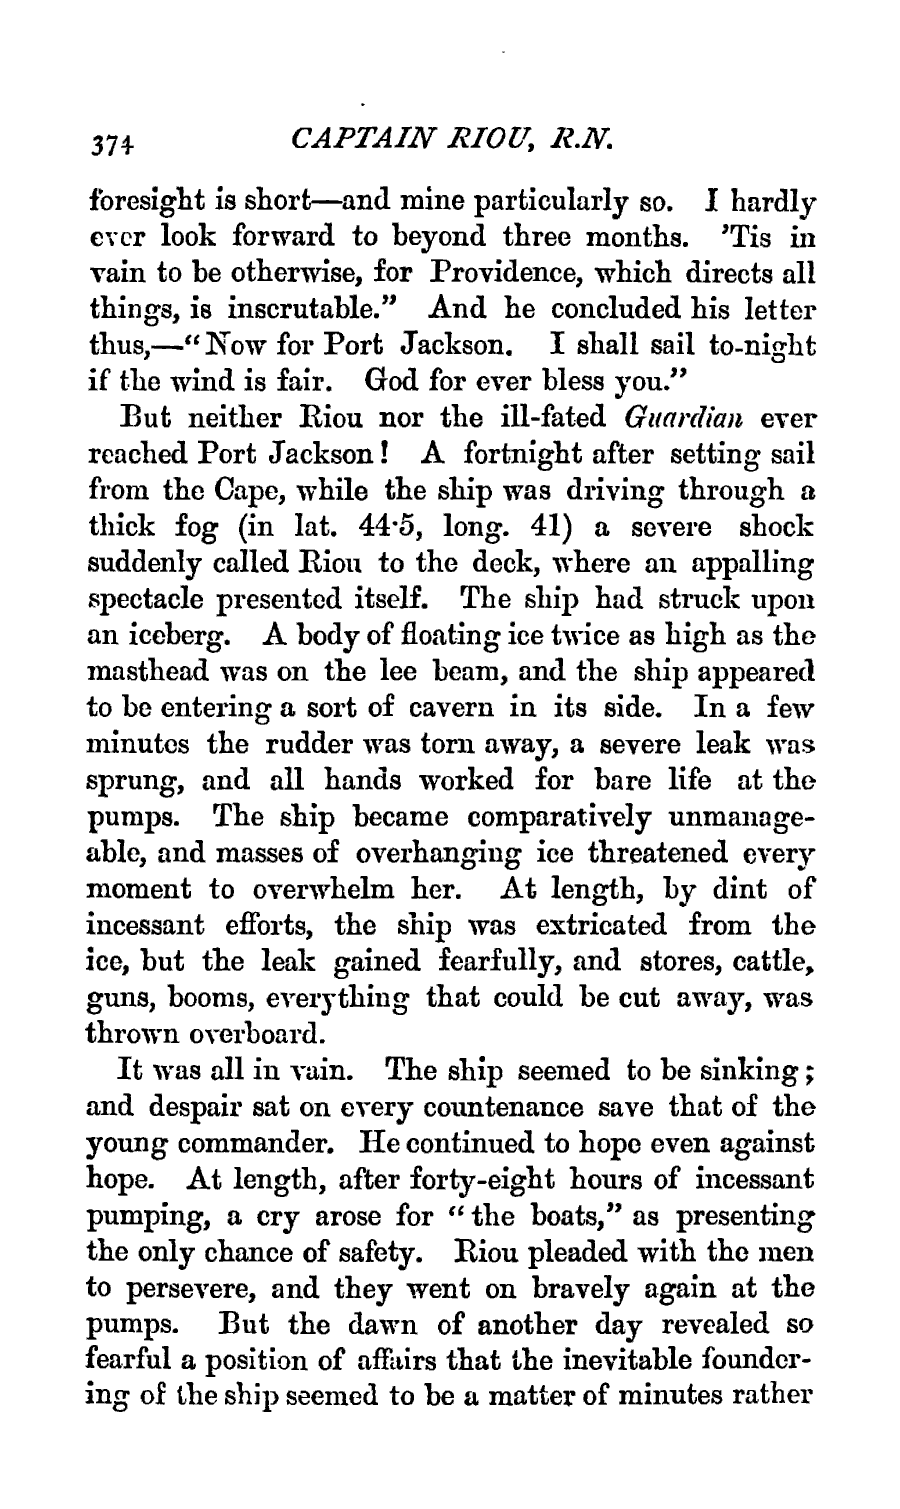 374 CAPTAIN RIOU, R.N.
foresight is short—and mine particularly so. I hardly
ever look forward to beyond three months. 'Tis in
vain to be otherwise, for Providence, which directs all
things, is inscrutable." And he concluded his letter
thus,—"Now for Port Jackson. I shall sail to-night
if the wind is fair. God for ever bless you."
But neither Riou nor the ill-fated Guardian ever
reached Port Jackson! A fortnight after setting sail
from the Cape, while the ship was driving through a
thick fog (in lat. 44·5, long. 41) a severe shock
suddenly called Riou to the deck, where an appalling
spectacle presented itself. The ship had struck upon
an iceberg. A body of floating ice twice as high as the
masthead was on the lee beam, and the ship appeared
to be entering a sort of cavern in its side. In a few
minutes the rudder was torn away, a severe leak was
sprung, and all hands worked for bare life at the
pumps. The ship became comparatively unmanage-
able, and masses of overhanging ice threatened every
moment to overwhelm her. At length, by dint of
incessant efforts, the ship was extricated from the
ice, but the leak gained fearfully, and stores, cattle,
guns, booms, everything that could be cut away, was
thrown overboard.
It was all in vain. The ship seemed to be sinking;
and despair sat on every countenance save that of the
young commander. He continued to hope even against
hope. At length, after forty-eight hours of incessant
pumping, a cry arose for "the boats," as presenting
the only chance of safety. Riou pleaded with the men
to persevere, and they went on bravely again at the
pumps. But the dawn of another day revealed so
fearful a position of affairs that the inevitable founder-
ing of the ship seemed to be a matter of minutes rather